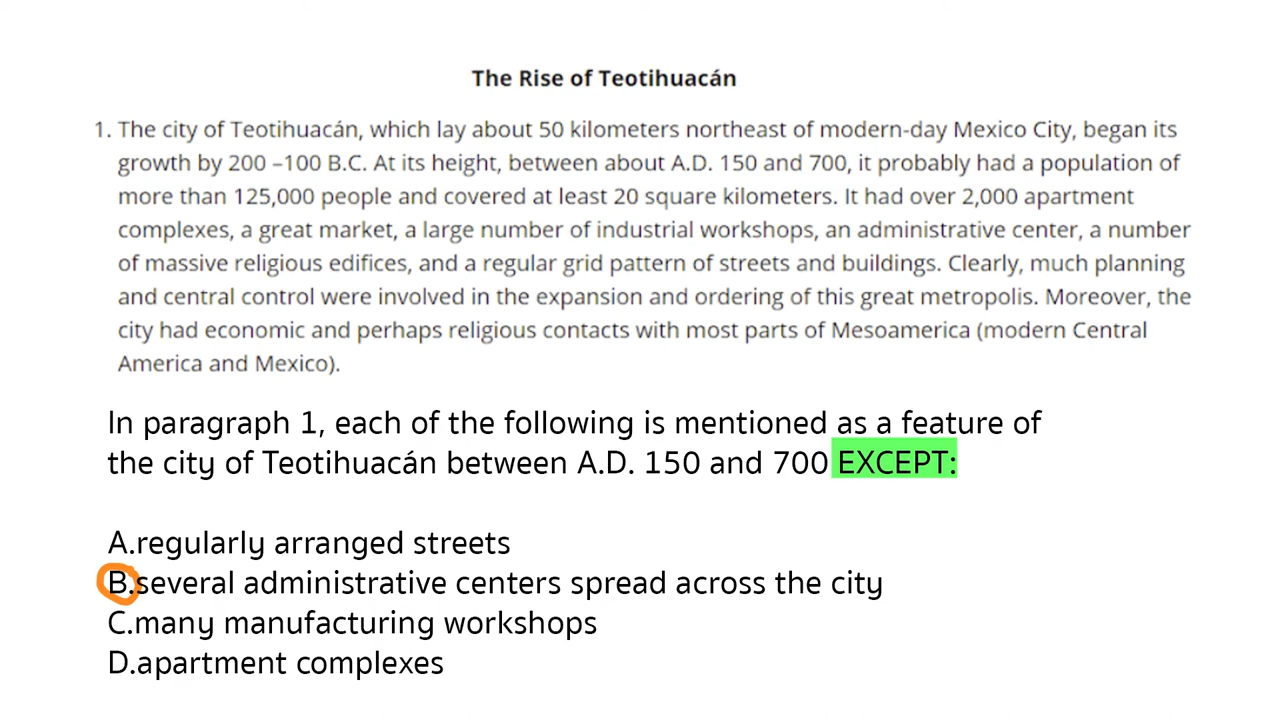 The Rise of Teotihuacán
1. The city of Teotihuacán, which lay about 50 kilometers northeast of modern-day Mexico City, began its
growth by 200 –100 B.C. At its height, between about A.D. 150 and 700, it probably had a population of
more than 125,000 people and covered at least 20 square kilometers. It had over 2,000 apartment
complexes, a great market, a large number of industrial workshops, an administrative center, a number
of massive religious edifices, and a regular grid pattern of streets and buildings. Clearly, much planning
and central control were involved in the expansion and ordering of this great metropolis. Moreover, the
city had economic and perhaps religious contacts with most parts of Mesoamerica (modern Central
America and Mexico).
In paragraph 1, each of the following is mentioned as a feature of
the city of Teotihuacán between A.D. 150 and 700 EXCEPT:
A.regularly arranged streets
B.several administrative centers spread across the city
C.many manufacturing workshops
D.apartment complexes